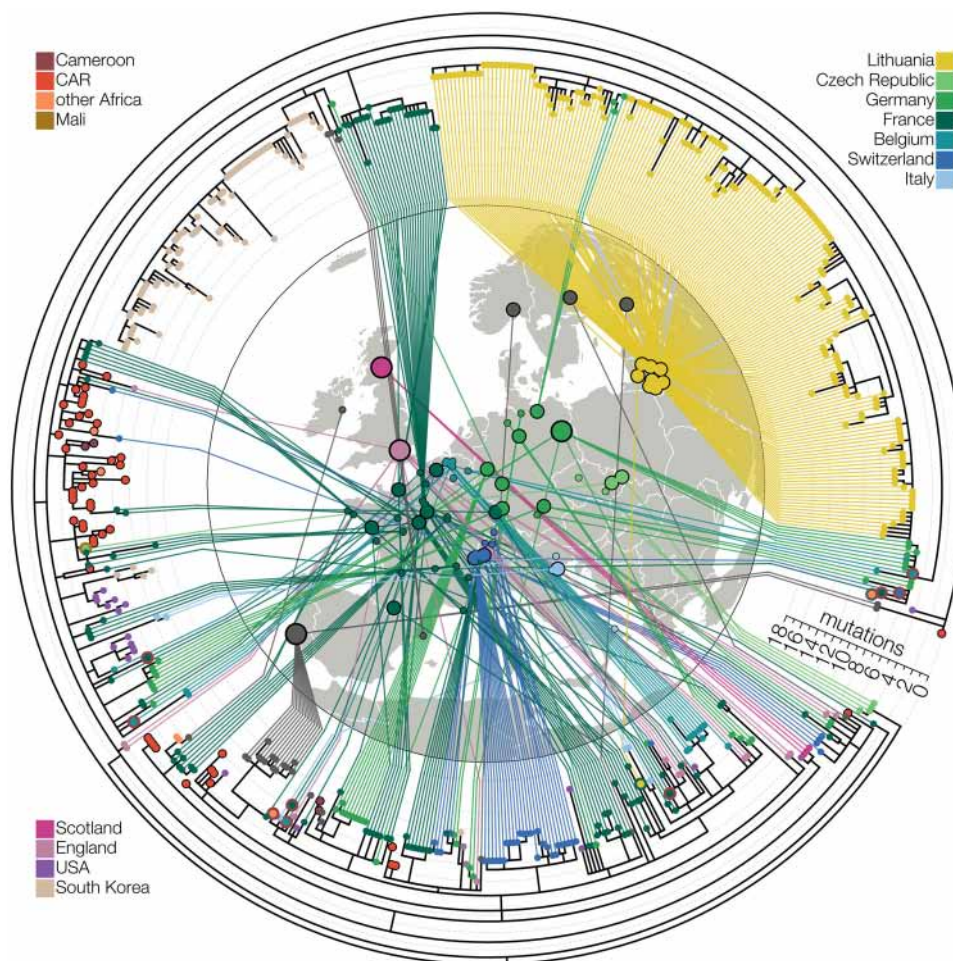 Cameroon
CAR
other Africa
Mali
Lithuania
Czech Republic
Germany
France
Belgium
Switzerland
Italy
mutations
18
16
14
12
10
8
6
4
2
0
Scotland
England
USA
South Korea